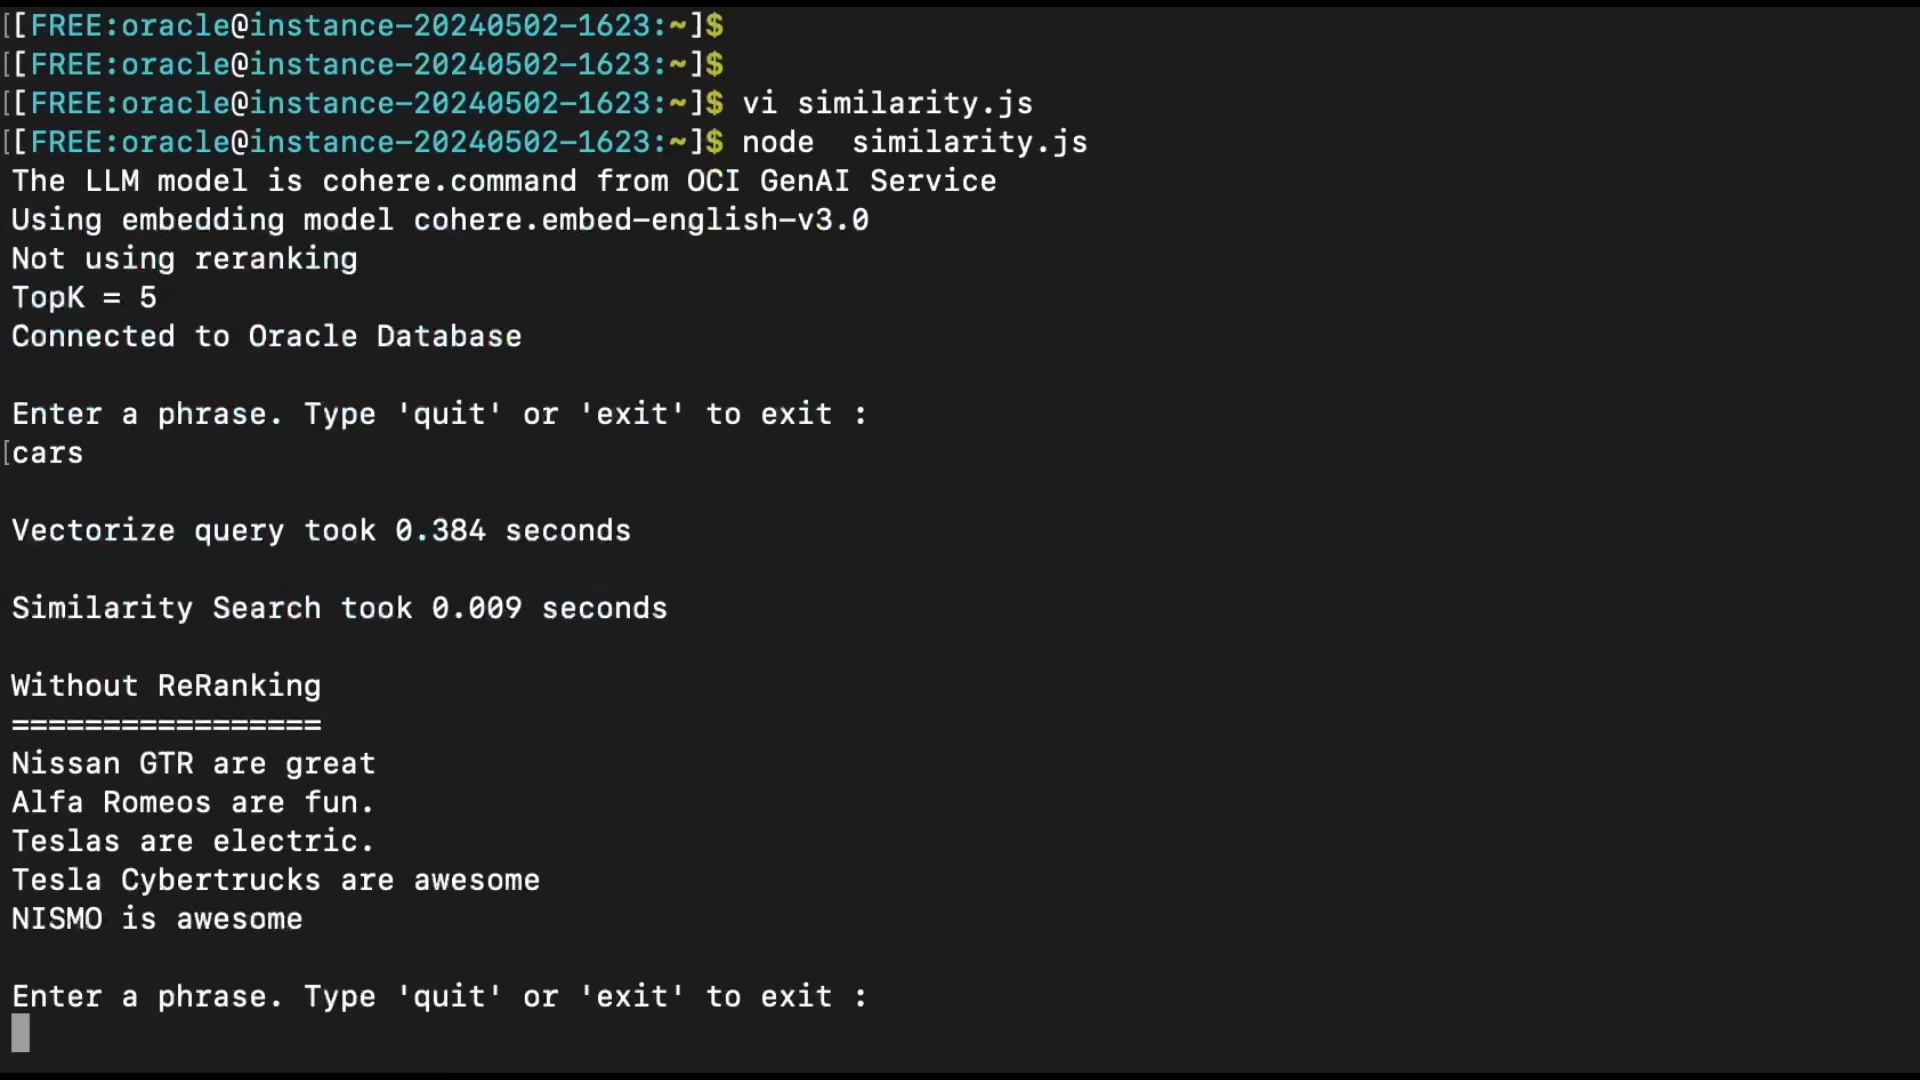 [[FREE:oracle@instance-20240502-1623:~]$
[[FREE:oracle@instance-20240502-1623:~]$
[[FREE:oracle@instance-20240502-1623:~]$ vi similarity.js
[[FREE:oracle@instance-20240502-1623:~]$ node  similarity.js
The LLM model is cohere.command from OCI GenAI Service
Using embedding model cohere.embed-english-v3.0
Not using reranking
TopK = 5
Connected to Oracle Database
Enter a phrase. Type 'quit' or 'exit' to exit :
[cars
Vectorize query took 0.384 seconds
Similarity Search took 0.009 seconds
Without ReRanking
=================
Nissan GTR are great
Alfa Romeos are fun.
Teslas are electric.
Tesla Cybertrucks are awesome
NISMO is awesome
Enter a phrase. Type 'quit' or 'exit' to exit :